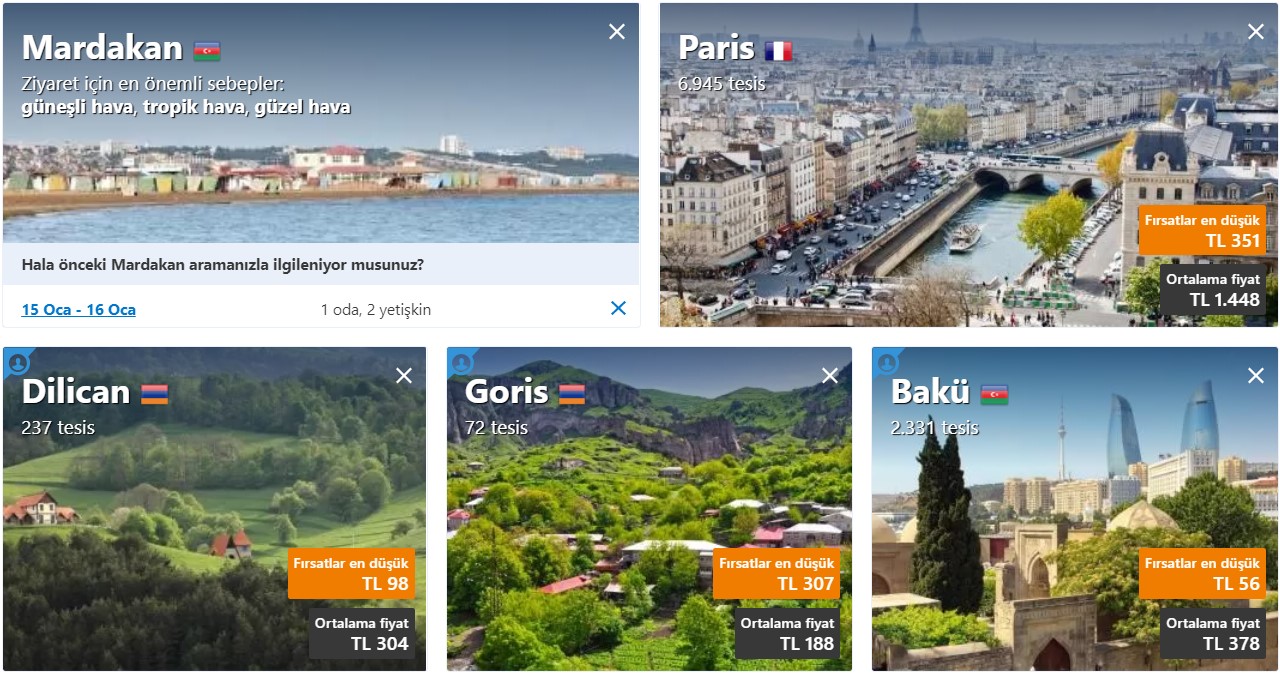 Mardakan
Ziyaret için en önemli sebepler:
güneşli hava, tropik hava, güzel hava
Hala önceki Mardakan aramanızla ilgileniyor musunuz?
15 Oca - 16 Oca
1 oda, 2 yetişkin
Paris
6.945 tesis
Fırsatlar en düşük
TL 351
Ortalama fiyat
TL 1.448
Dilican
237 tesis
Fırsatlar en düşük
TL 98
Ortalama fiyat
TL 304
Goris
72 tesis
Fırsatlar en düşük
TL 307
Ortalama fiyat
TL 188
Bakü
2.331 tesis
Fırsatlar en düşük
TL 56
Ortalama fiyat
TL 378